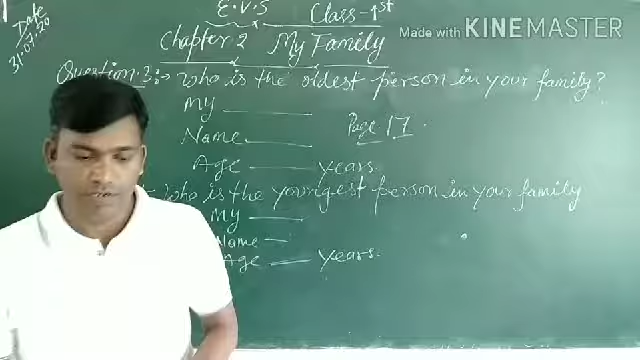 Date
31-07-20
E.V.S Class-1st
Made with KINEMASTER
Chapter 2 My Family
Question 3:- Who is the oldest person in your family?
My
Name
Page 17.
Age years.
Who is the youngest person in your family
My
Name
Age years.